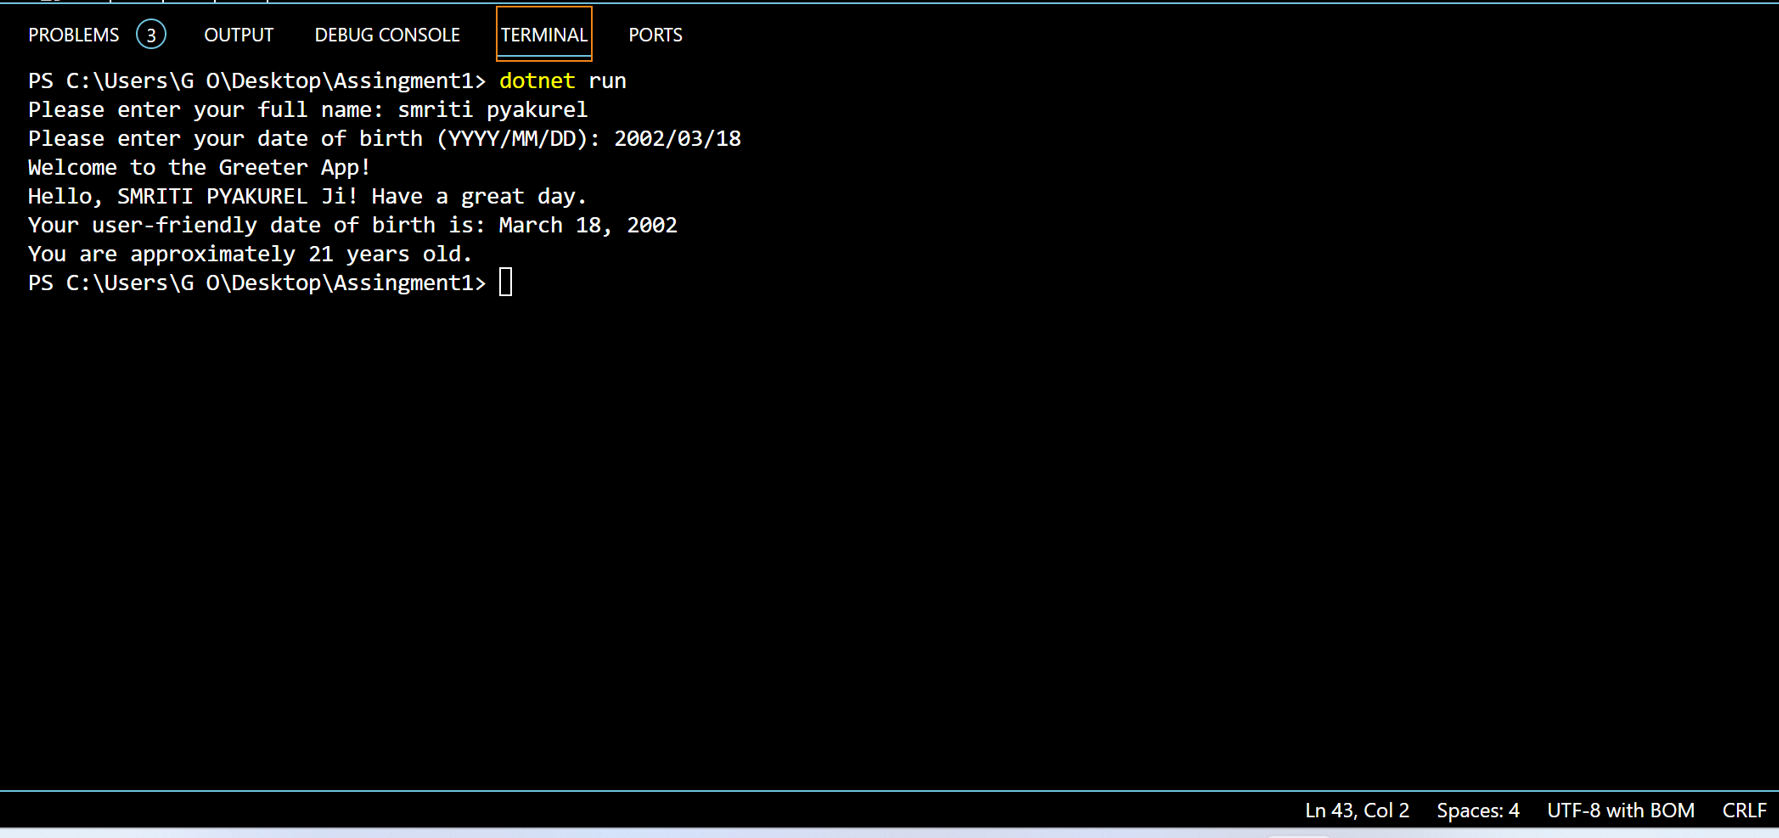 PROBLEMS 3 OUTPUT DEBUG CONSOLE TERMINAL PORTS
PS C:\Users\G O\Desktop\Assingment1> dotnet run
Please enter your full name: smriti pyakurel
Please enter your date of birth (YYYY/MM/DD): 2002/03/18
Welcome to the Greeter App!
Hello, SMRITI PYAKUREL Ji! Have a great day.
Your user-friendly date of birth is: March 18, 2002
You are approximately 21 years old.
PS C:\Users\G O\Desktop\Assingment1>
Ln 43, Col 2 Spaces: 4 UTF-8 with BOM CRLF